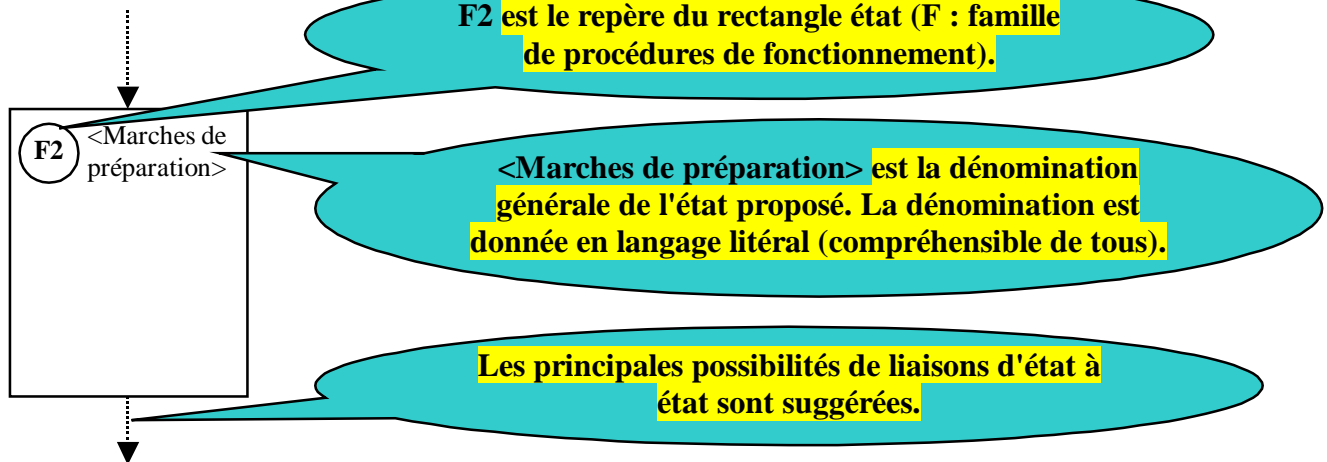 F2 est le repère du rectangle état (F : famille
de procédures de fonctionnement).
F2
<Marches de
préparation>
<Marches de préparation> est la dénomination
générale de l'état proposé. La dénomination est
donnée en langage litéral (compréhensible de tous).
Les principales possibilités de liaisons d'état à
état sont suggérées.